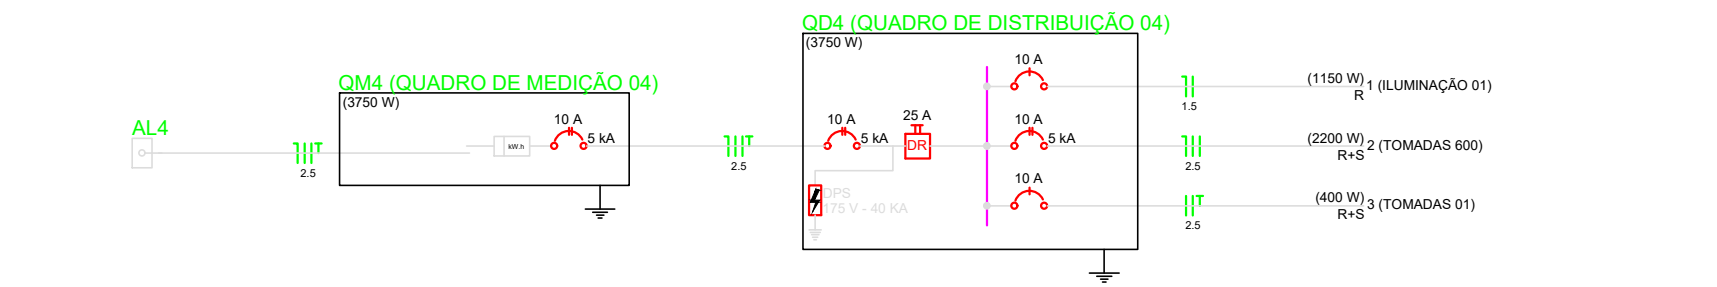 QD4 (QUADRO DE DISTRIBUIÇÃO 04)
(3750 W)
10 A
(1150 W)
R
1 (ILUMINAÇÃO 01)
1.5
QM4 (QUADRO DE MEDIÇÃO 04)
(3750 W)
AL4
2.5
kW.h
10 A
5 kA
2.5
10 A
5 kA
25 A
DR
10 A
5 kA
(2200 W)
R+S
2 (TOMADAS 600)
2.5
DPS
175 V - 40 KA
10 A
(400 W)
R+S
3 (TOMADAS 01)
2.5